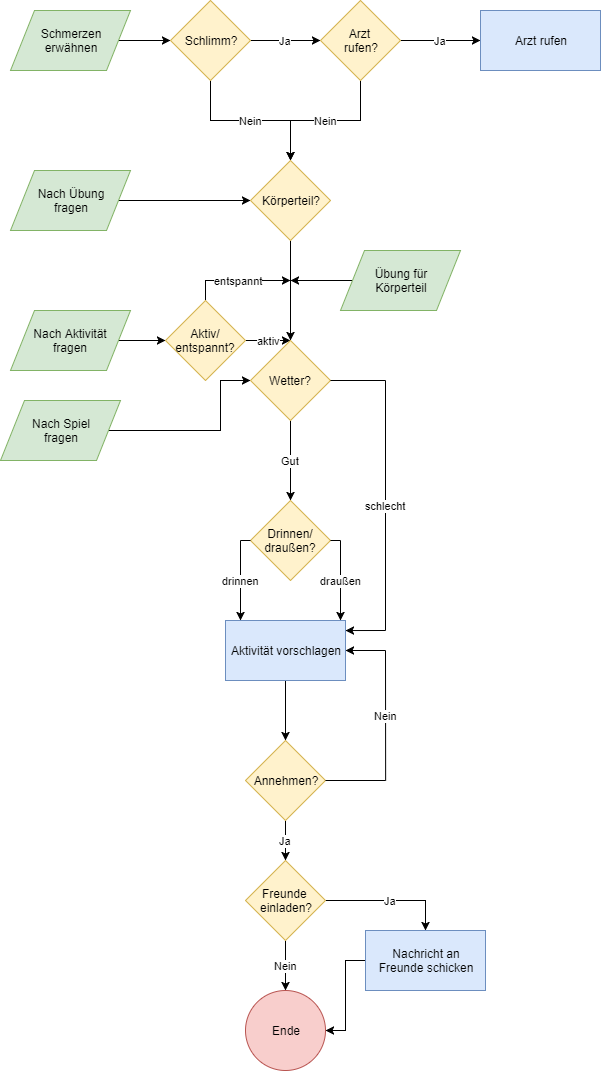 Schmerzen
erwähnen
Schlimm?
Ja
Arzt
rufen?
Ja
Arzt rufen
Nein
Nein
Nach Übung
fragen
Körperteil?
entspannt
Übung für
Körperteil
Nach Aktivität
fragen
Aktiv/
entspannt?
aktiv
Wetter?
Nach Spiel
fragen
Gut
schlecht
Drinnen/
draußen?
drinnen
draußen
Aktivität vorschlagen
Nein
Annehmen?
Ja
Freunde
einladen?
Ja
Nachricht an
Freunde schicken
Nein
Ende